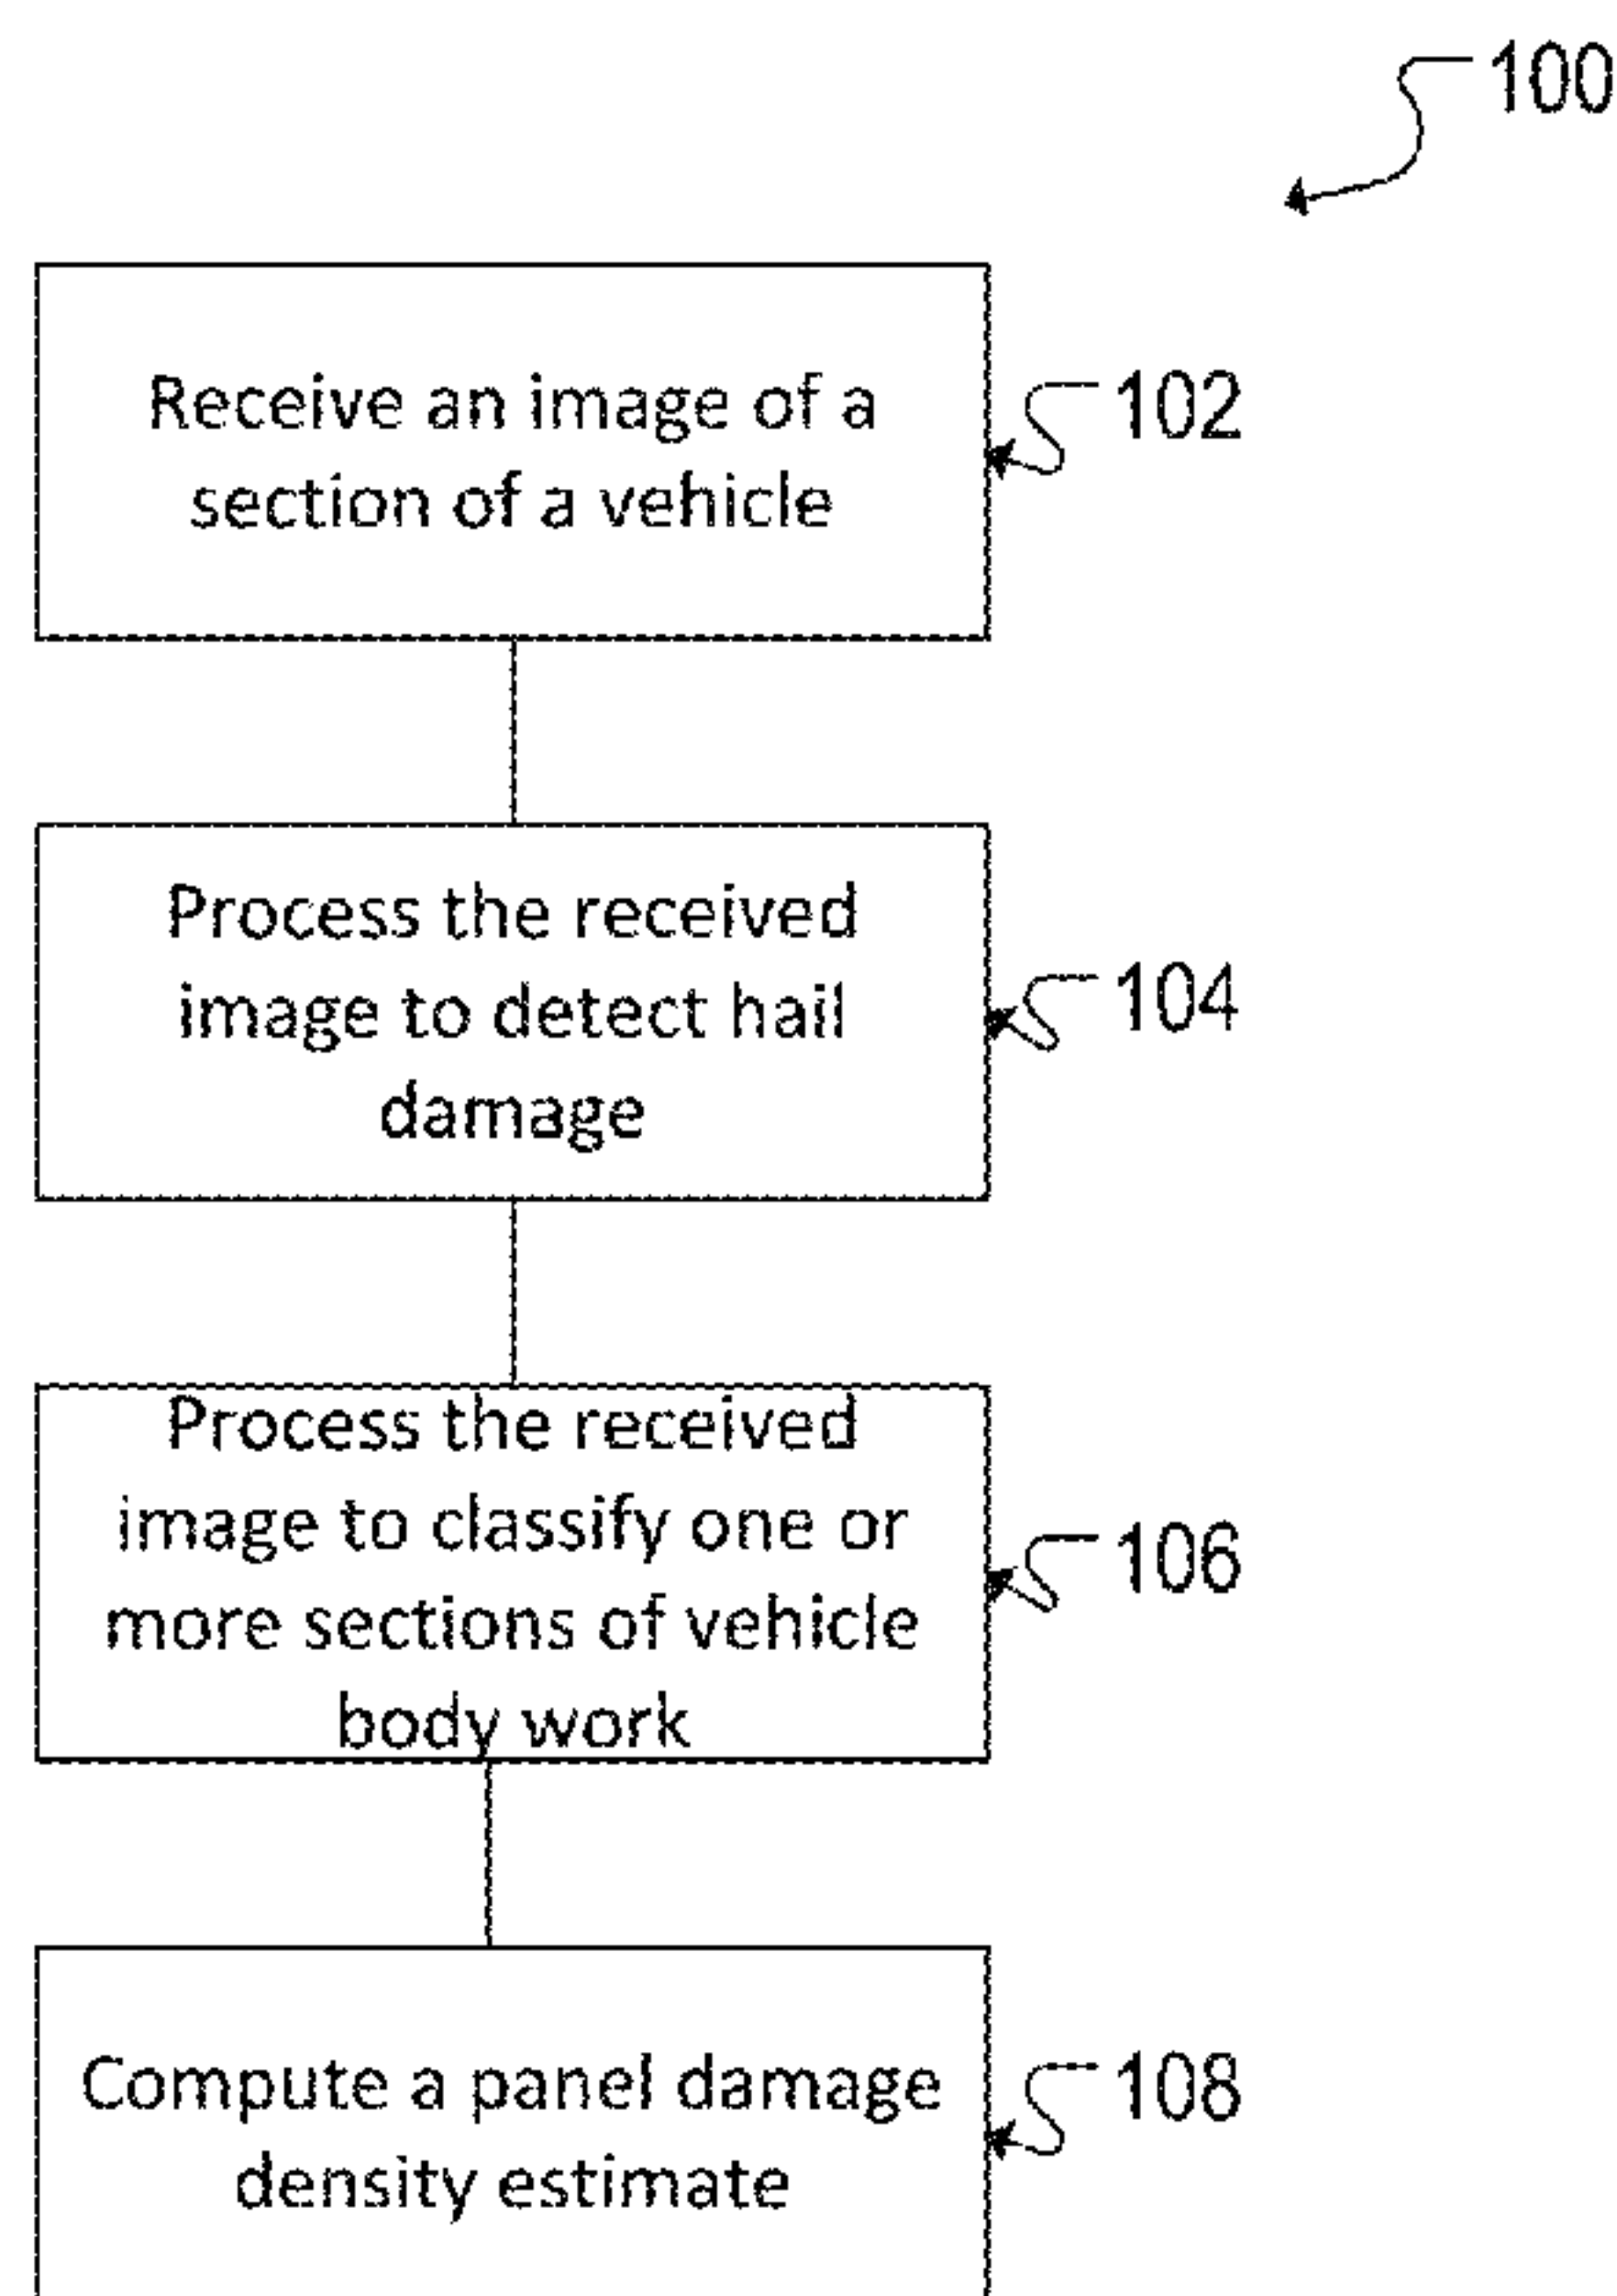 100
Receive an image of a
section of a vehicle
102
Process the received
image to detect hail
damage
104
Process the received
image to classify one or
more sections of vehicle
body work
106
Compute a panel damage
density estimate
108